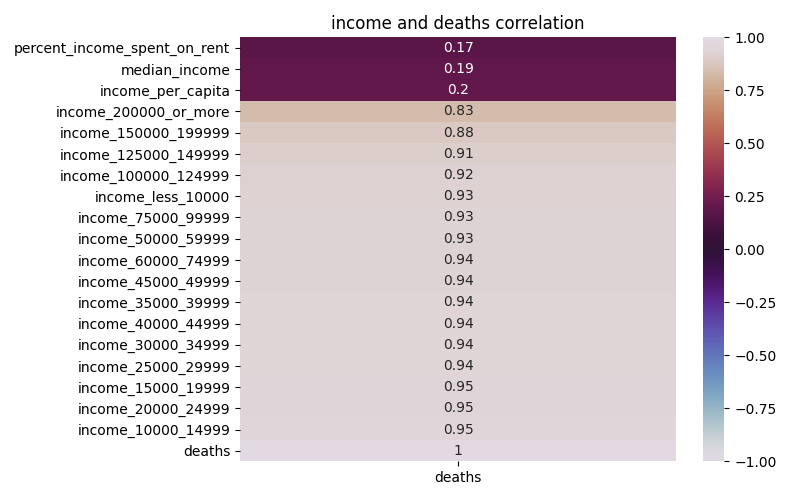 income and deaths correlation
percent_income_spent_on_rent 0.17
median_income 0.19
income_per_capita 0.2
income_200000_or_more 0.83
income_150000_199999 0.88
income_125000_149999 0.91
income_100000_124999 0.92
income_less_10000 0.93
income_75000_99999 0.93
income_50000_59999 0.93
income_60000_74999 0.94
income_45000_49999 0.94
income_35000_39999 0.94
income_40000_44999 0.94
income_30000_34999 0.94
income_25000_29999 0.94
income_15000_19999 0.95
income_20000_24999 0.95
income_10000_14999 0.95
deaths 1
deaths
1.00
0.75
0.50
0.25
0.00
−0.25
−0.50
−0.75
−1.00